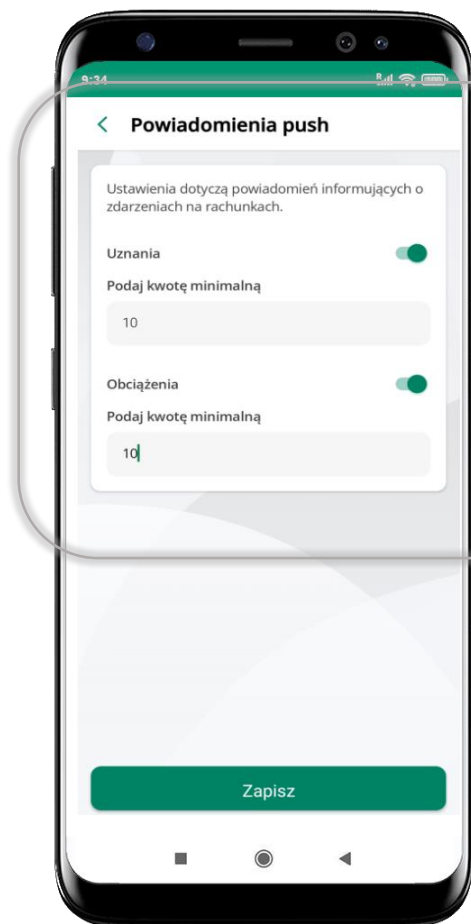 9:34
Powiadomienia push
Ustawienia dotyczą powiadomień informujących o
zdarzeniach na rachunkach.
Uznania
Podaj kwotę minimalną
10
Obciążenia
Podaj kwotę minimalną
10
Zapisz